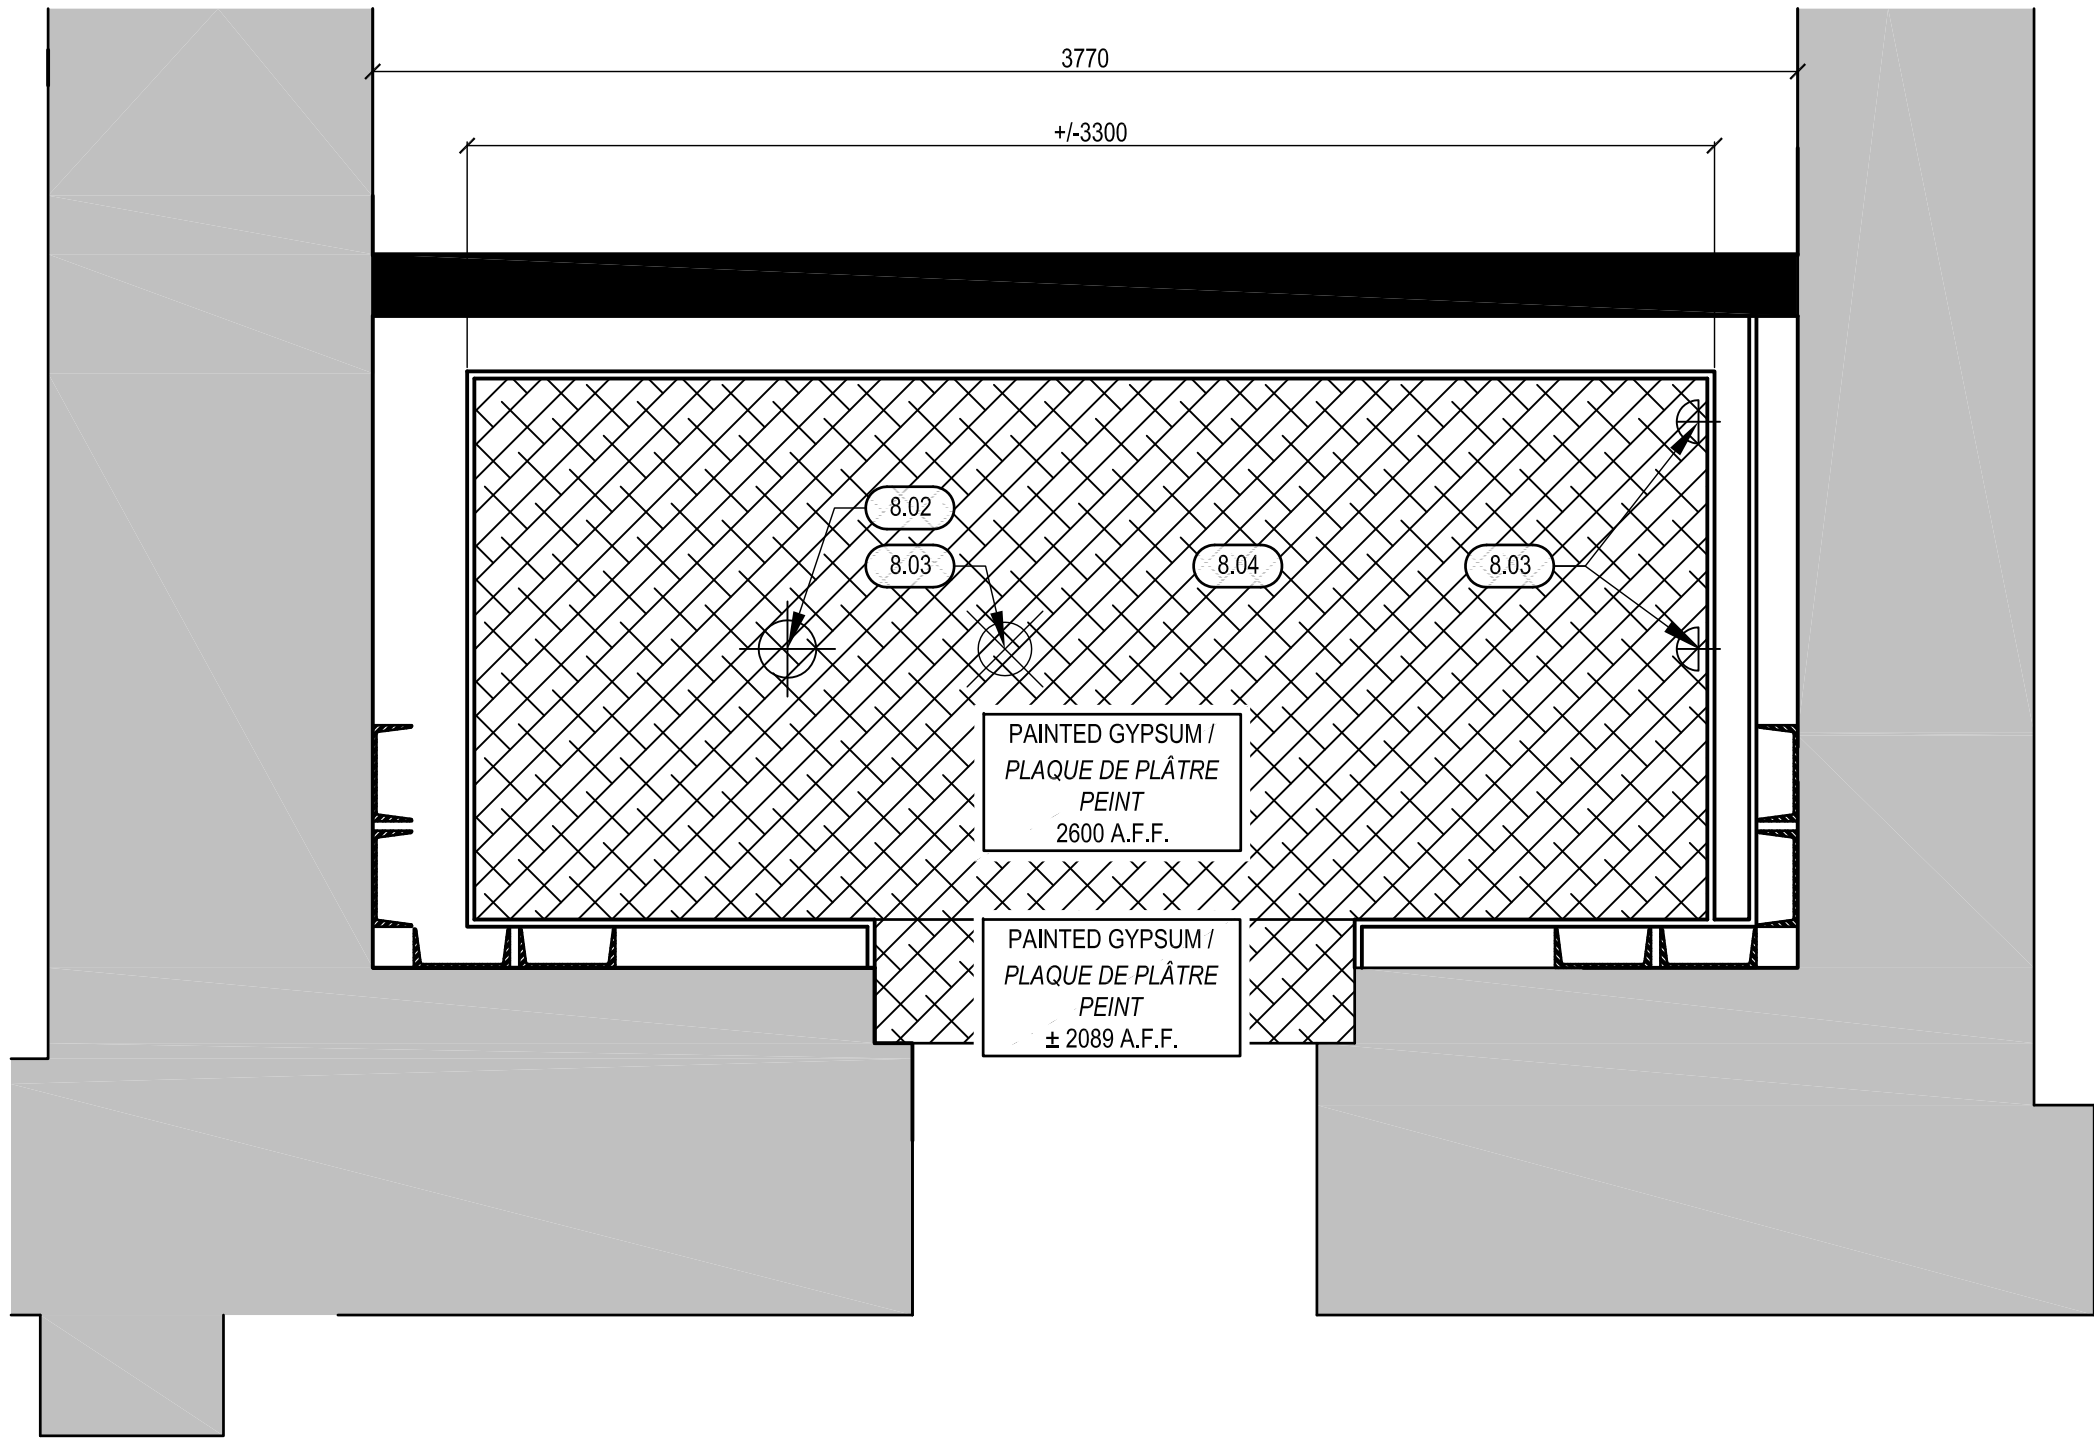 3770
+/-3300
8.02
8.03
8.04
8.03
PAINTED GYPSUM /
PLAQUE DE PLÂTRE
PEINT
2600 A.F.F.
PAINTED GYPSUM /
PLAQUE DE PLÂTRE
PEINT
± 2089 A.F.F.